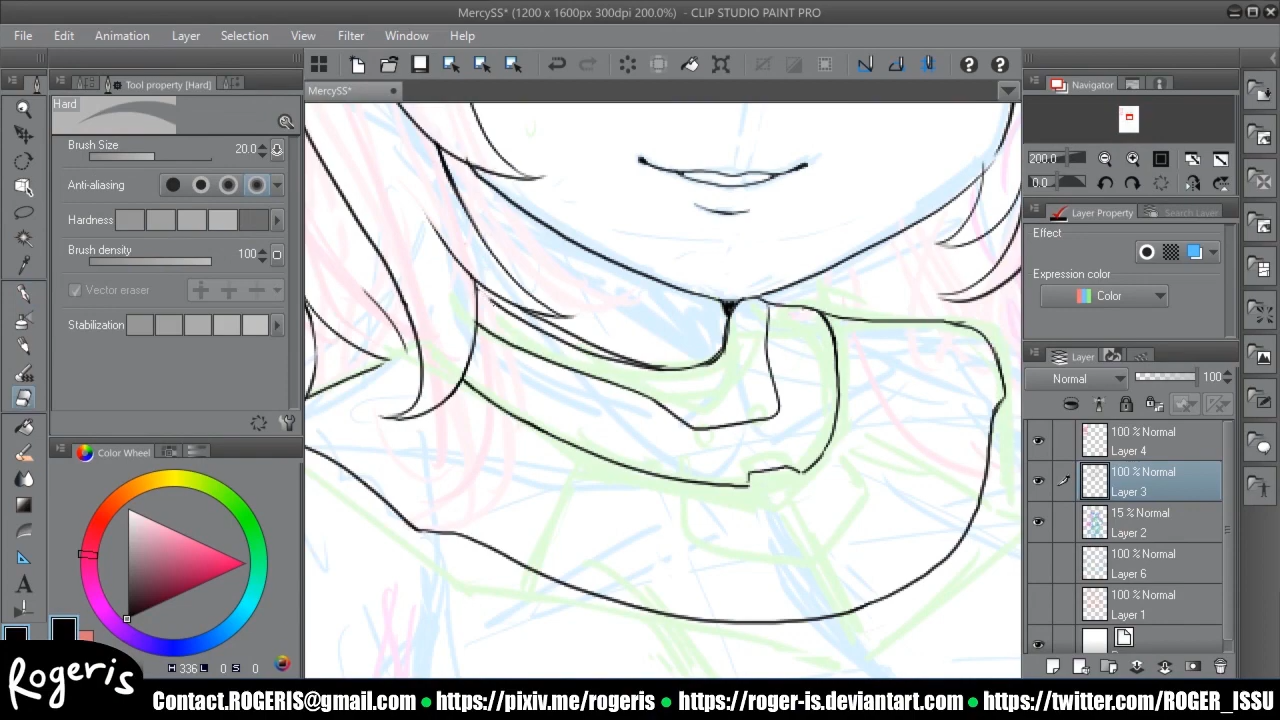 MercySS* (1200 x 1600px 300dpi 200.0%) - CLIP STUDIO PAINT PRO
File Edit Animation Layer Selection View Filter Window Help
Tool property [Hard]
MercySS*
Navigator
Hard
Brush Size 20.0
Anti-aliasing
Hardness
Brush density 100
Vector eraser
Stabilization
200.0
0.0
Layer Property Search Layer
Effect
Expression color
Color
Layer
Normal 100
100 % Normal
Layer 4
100 % Normal
Layer 3
15 % Normal
Layer 2
100 % Normal
Layer 6
100 % Normal
Layer 1
Color Wheel
H 336 L 0 S 0
A
Rogeris
Contact.ROGERIS@gmail.com ● https://pixiv.me/rogeris ● https://roger-is.deviantart.com ● https://twitter.com/ROGER_ISSU